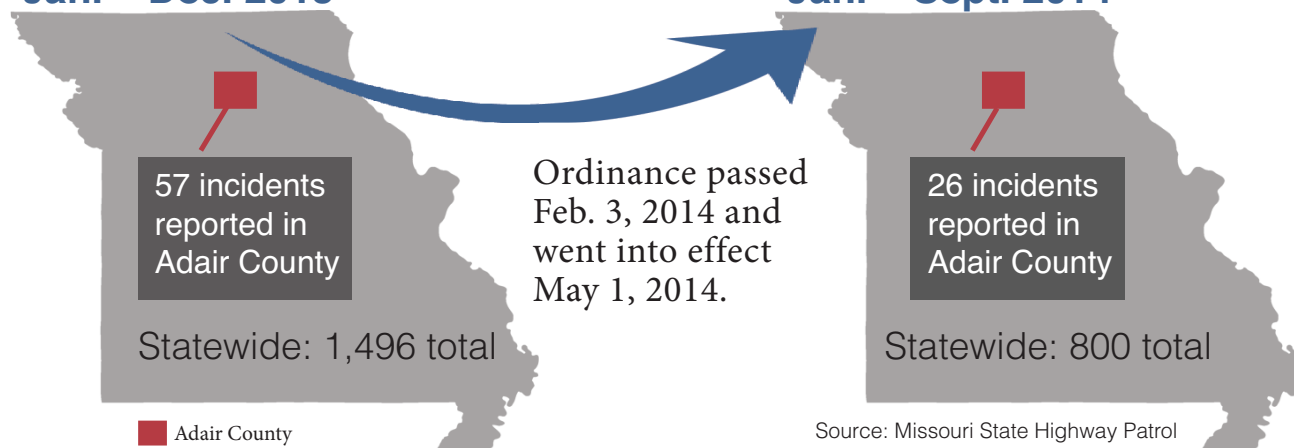 57 incidents
reported in
Adair County
Statewide: 1,496 total
Ordinance passed
Feb. 3, 2014 and
went into effect
May 1, 2014.
26 incidents
reported in
Adair County
Statewide: 800 total
Adair County
Source: Missouri State Highway Patrol